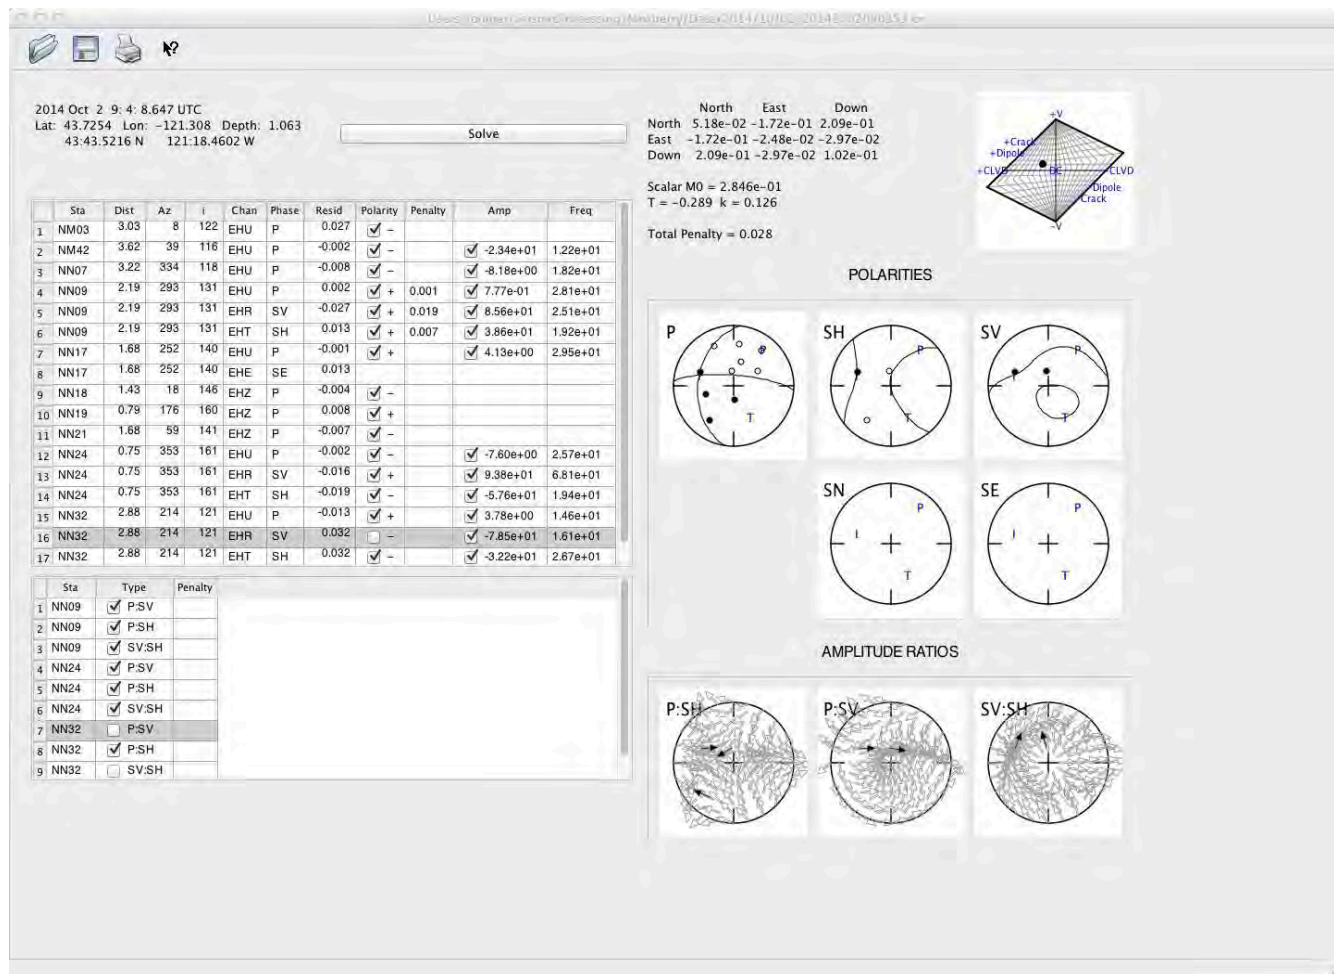 2014 Oct 2 9: 4: 8.647 UTC
Lat: 43.7254 Lon: -121.308 Depth: 1.063
43:43.5216 N 121:18.4602 W
Solve
Sta Dist Az i Chan Phase Resid Polarity Penalty Amp Freq
1 NM03 3.03 8 122 EHU P 0.027 -
2 NM42 3.62 39 116 EHU P -0.002 - -2.34e+01 1.22e+01
3 NN07 3.22 334 118 EHU P -0.008 - -8.18e+00 1.82e+01
4 NN09 2.19 293 131 EHU P 0.002 + 0.001 7.77e-01 2.81e+01
5 NN09 2.19 293 131 EHR SV -0.027 + 0.019 8.56e+01 2.51e+01
6 NN09 2.19 293 131 EHT SH 0.013 + 0.007 3.86e+01 1.92e+01
7 NN17 1.68 252 140 EHU P -0.001 + 4.13e+00 2.95e+01
8 NN17 1.68 252 140 EHE SE 0.013
9 NN18 1.43 18 146 EHZ P -0.004 -
10 NN19 0.79 176 160 EHZ P 0.008 +
11 NN21 1.68 59 141 EHZ P -0.007 -
12 NN24 0.75 353 161 EHU P -0.002 - -7.60e+00 2.57e+01
13 NN24 0.75 353 161 EHR SV -0.016 + 9.38e+01 6.81e+01
14 NN24 0.75 353 161 EHT SH -0.019 - -5.76e+01 1.94e+01
15 NN32 2.88 214 121 EHU P -0.013 + 3.78e+00 1.46e+01
16 NN32 2.88 214 121 EHR SV 0.032 - -7.85e+01 1.61e+01
17 NN32 2.88 214 121 EHT SH 0.032 - -3.22e+01 2.67e+01
Sta Type Penalty
1 NN09 P:SV
2 NN09 P:SH
3 NN09 SV:SH
4 NN24 P:SV
5 NN24 P:SH
6 NN24 SV:SH
7 NN32 P:SV
8 NN32 P:SH
9 NN32 SV:SH
North East Down
North 5.18e-02 -1.72e-01 2.09e-01
East -1.72e-01 -2.48e-02 -2.97e-02
Down 2.09e-01 -2.97e-02 1.02e-01
Scalar M0 = 2.846e-01
T = -0.289 k = 0.126
Total Penalty = 0.028
+V
+Crack
+Dipole
+CLVD DC -CLVD
-Dipole
-Crack
-V
POLARITIES
P SH SV
P P P
T T T
SN SE
P P
I I
T T
AMPLITUDE RATIOS
P:SH P:SV SV:SH